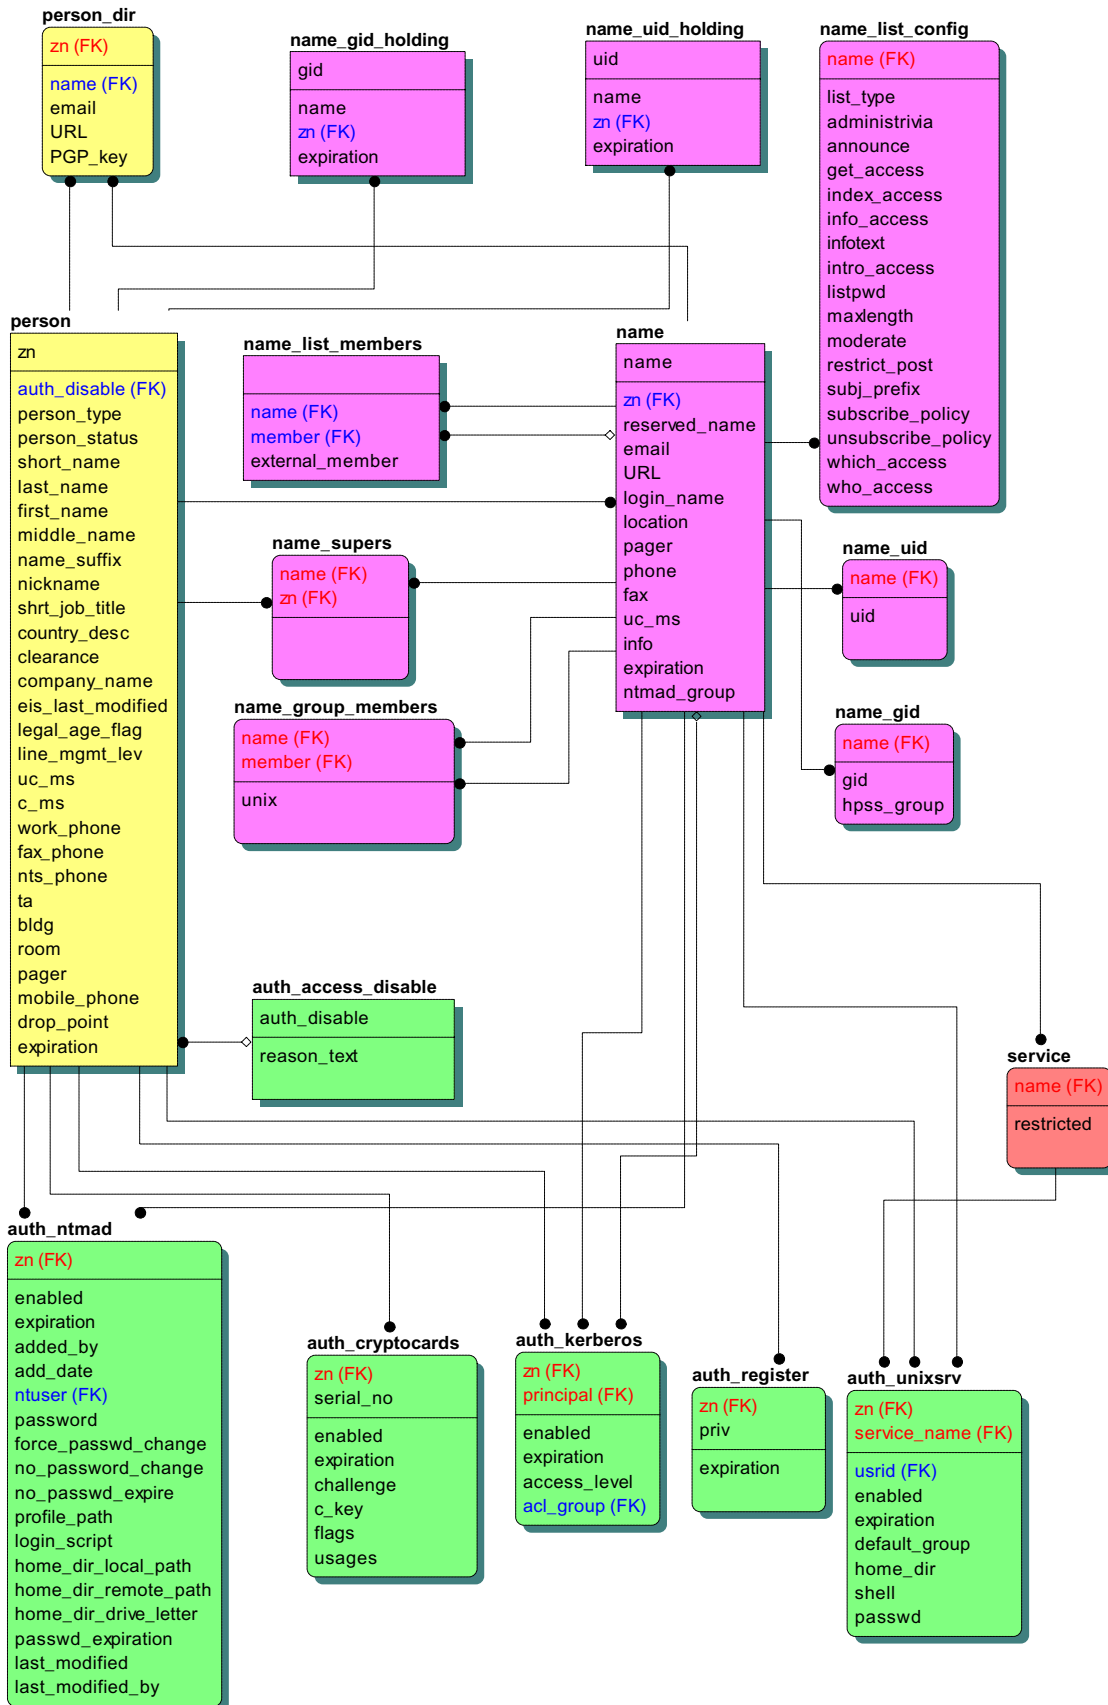 person_dir
zn (FK)
name (FK)
email
URL
PGP_key
name_gid_holding
gid
name
zn (FK)
expiration
name_uid_holding
uid
name
zn (FK)
expiration
name_list_config
name (FK)
list_type
administrivia
announce
get_access
index_access
info_access
infotext
intro_access
listpwd
maxlength
moderate
restrict_post
subj_prefix
subscribe_policy
unsubscribe_policy
which_access
who_access
person
zn
auth_disable (FK)
person_type
person_status
short_name
last_name
first_name
middle_name
name_suffix
nickname
shrt_job_title
country_desc
clearance
company_name
eis_last_modified
legal_age_flag
line_mgmt_lev
uc_ms
c_ms
work_phone
fax_phone
nts_phone
ta
bldg
room
pager
mobile_phone
drop_point
expiration
name_list_members
name (FK)
member (FK)
external_member
name
name
zn (FK)
reserved_name
email
URL
login_name
location
pager
phone
fax
uc_ms
info
expiration
ntmad_group
name_supers
name (FK)
zn (FK)
name_uid
name (FK)
uid
name_group_members
name (FK)
member (FK)
unix
name_gid
name (FK)
gid
hpss_group
auth_access_disable
auth_disable
reason_text
service
name (FK)
restricted
auth_ntmad
zn (FK)
enabled
expiration
added_by
add_date
ntuser (FK)
password
force_passwd_change
no_password_change
no_passwd_expire
profile_path
login_script
home_dir_local_path
home_dir_remote_path
home_dir_drive_letter
passwd_expiration
last_modified
last_modified_by
auth_cryptocards
zn (FK)
serial_no
enabled
expiration
challenge
c_key
flags
usages
auth_kerberos
zn (FK)
principal (FK)
enabled
expiration
access_level
acl_group (FK)
auth_register
zn (FK)
priv
expiration
auth_unixsrv
zn (FK)
service_name (FK)
usrid (FK)
enabled
expiration
default_group
home_dir
shell
passwd